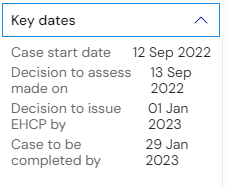 Key dates
Case start date 12 Sep 2022
Decision to assess 13 Sep
made on 2022
Decision to issue 01 Jan
EHCP by 2023
Case to be 29 Jan
completed by 2023